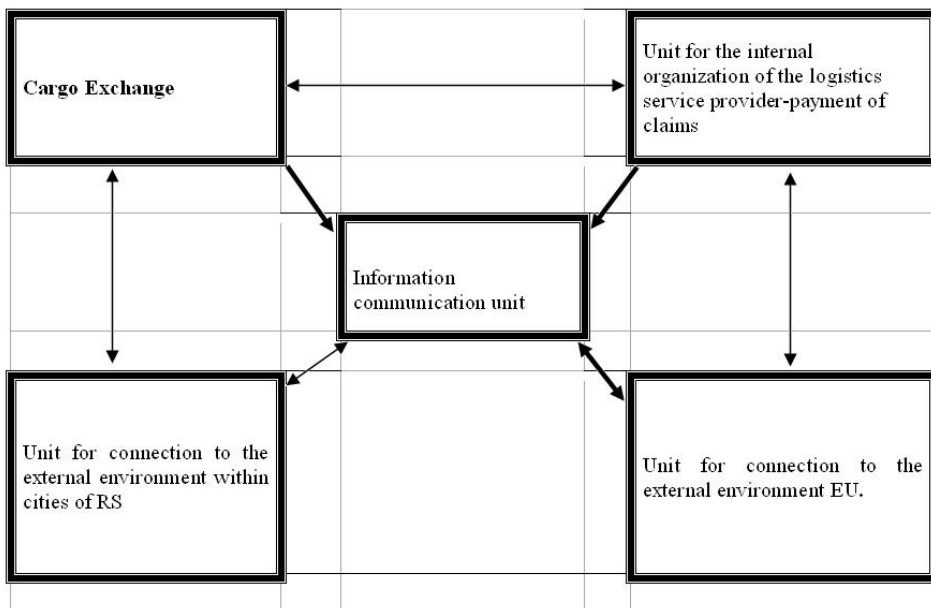 Cargo Exchange
Unit for the internal
organization of the logistics
service provider-payment of
claims
Information
communication unit
Unit for connection to the
external environment within
cities of RS
Unit for connection to the
external environment EU.